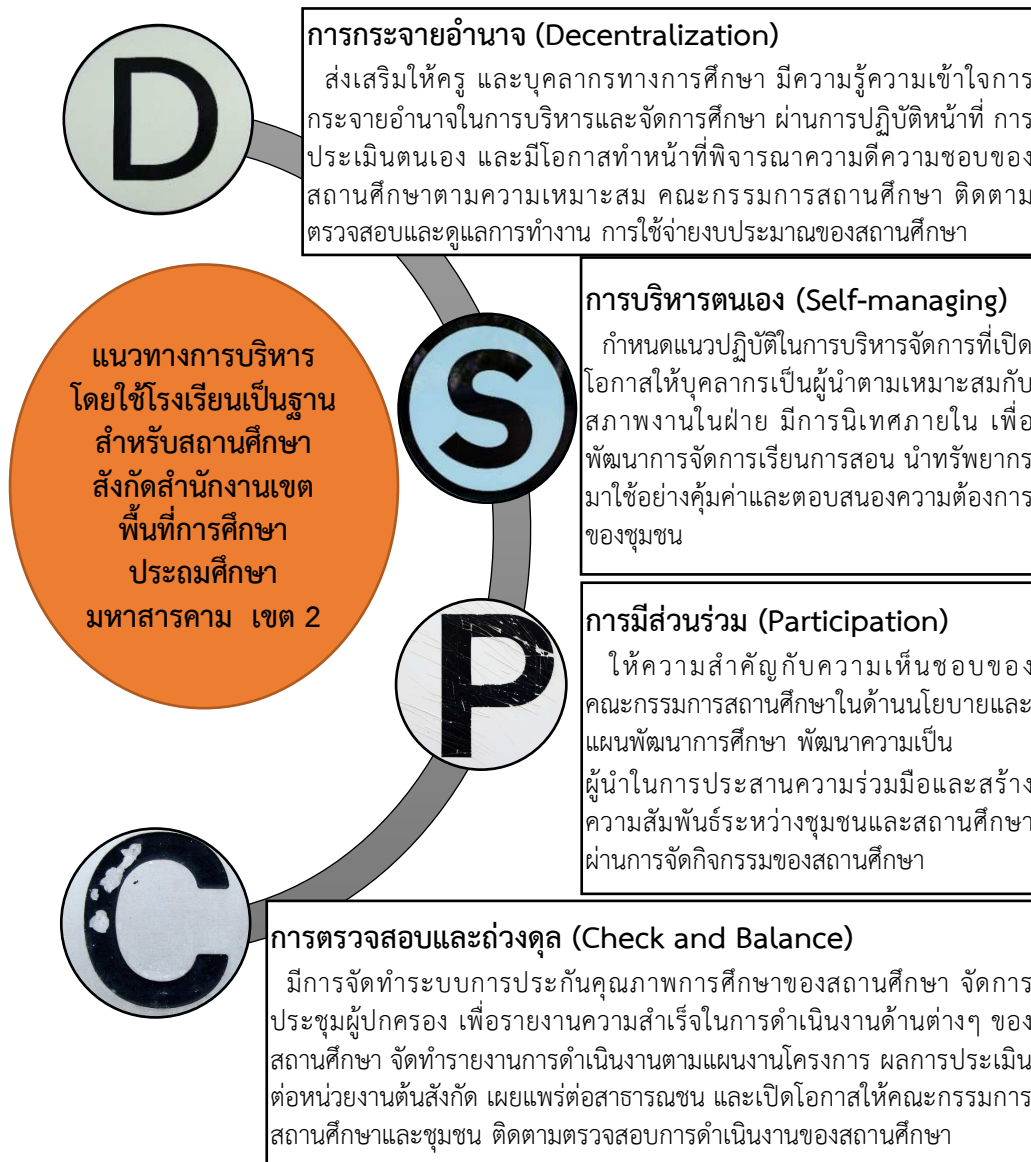 D
การกระจายอำนาจ (Decentralization)
ส่งเสริมให้ครู และบุคลากรทางการศึกษา มีความรู้ความเข้าใจการ
กระจายอำนาจในการบริหารและจัดการศึกษา ผ่านการปฏิบัติหน้าที่ การ
ประเมินตนเอง และมีโอกาสทำหน้าที่พิจารณาความดีความชอบของ
สถานศึกษาตามความเหมาะสม คณะกรรมการสถานศึกษา ติดตาม
ตรวจสอบและดูแลการทำงาน การใช้จ่ายงบประมาณของสถานศึกษา
แนวทางการบริหาร
โดยใช้โรงเรียนเป็นฐาน
สำหรับสถานศึกษา
สังกัดสำนักงานเขต
พื้นที่การศึกษา
ประถมศึกษา
มหาสารคาม เขต 2
S
การบริหารตนเอง (Self-managing)
กำหนดแนวปฏิบัติในการบริหารจัดการที่เปิด
โอกาสให้บุคลากรเป็นผู้นำตามเหมาะสมกับ
สภาพงานในฝ่าย มีการนิเทศภายใน เพื่อ
พัฒนาการจัดการเรียนการสอน นำทรัพยากร
มาใช้อย่างคุ้มค่าและตอบสนองความต้องการ
ของชุมชน
P
การมีส่วนร่วม (Participation)
ให้ความสำคัญกับความเห็นชอบของ
คณะกรรมการสถานศึกษาในด้านนโยบายและ
แผนพัฒนาการศึกษา พัฒนาความเป็น
ผู้นำในการประสานความร่วมมือและสร้าง
ความสัมพันธ์ระหว่างชุมชนและสถานศึกษา
ผ่านการจัดกิจกรรมของสถานศึกษา
C
การตรวจสอบและถ่วงดุล (Check and Balance)
มีการจัดทำระบบการประกันคุณภาพการศึกษาของสถานศึกษา จัดการ
ประชุมผู้ปกครอง เพื่อรายงานความสำเร็จในการดำเนินงานด้านต่างๆ ของ
สถานศึกษา จัดทำรายงานการดำเนินงานตามแผนงานโครงการ ผลการประเมิน
ต่อหน่วยงานต้นสังกัด เผยแพร่ต่อสาธารณชน และเปิดโอกาสให้คณะกรรมการ
สถานศึกษาและชุมชน ติดตามตรวจสอบการดำเนินงานของสถานศึกษา